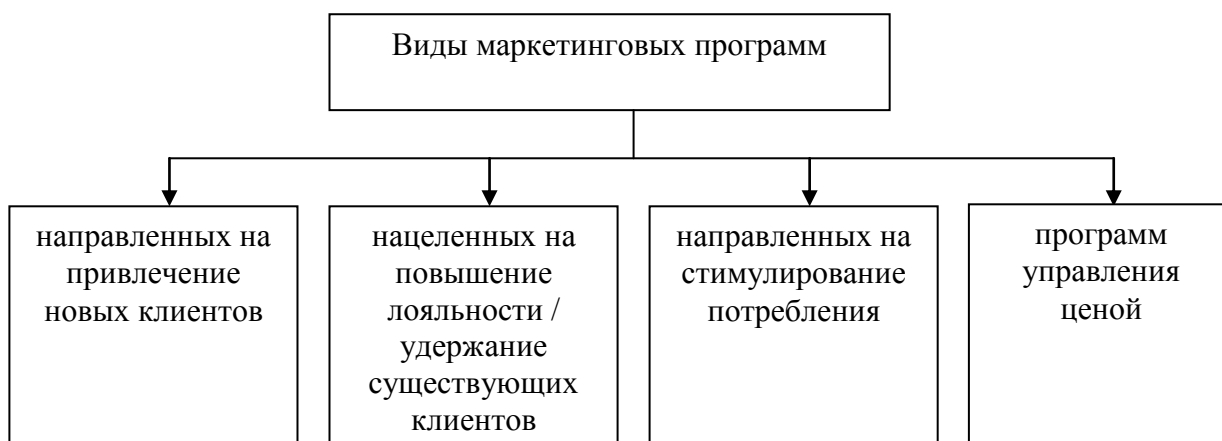 Виды маркетинговых программ
направленных на
привлечение
новых клиентов
нацеленных на
повышение
лояльности /
удержание
существующих
клиентов
направленных на
стимулирование
потребления
программ
управления
ценой